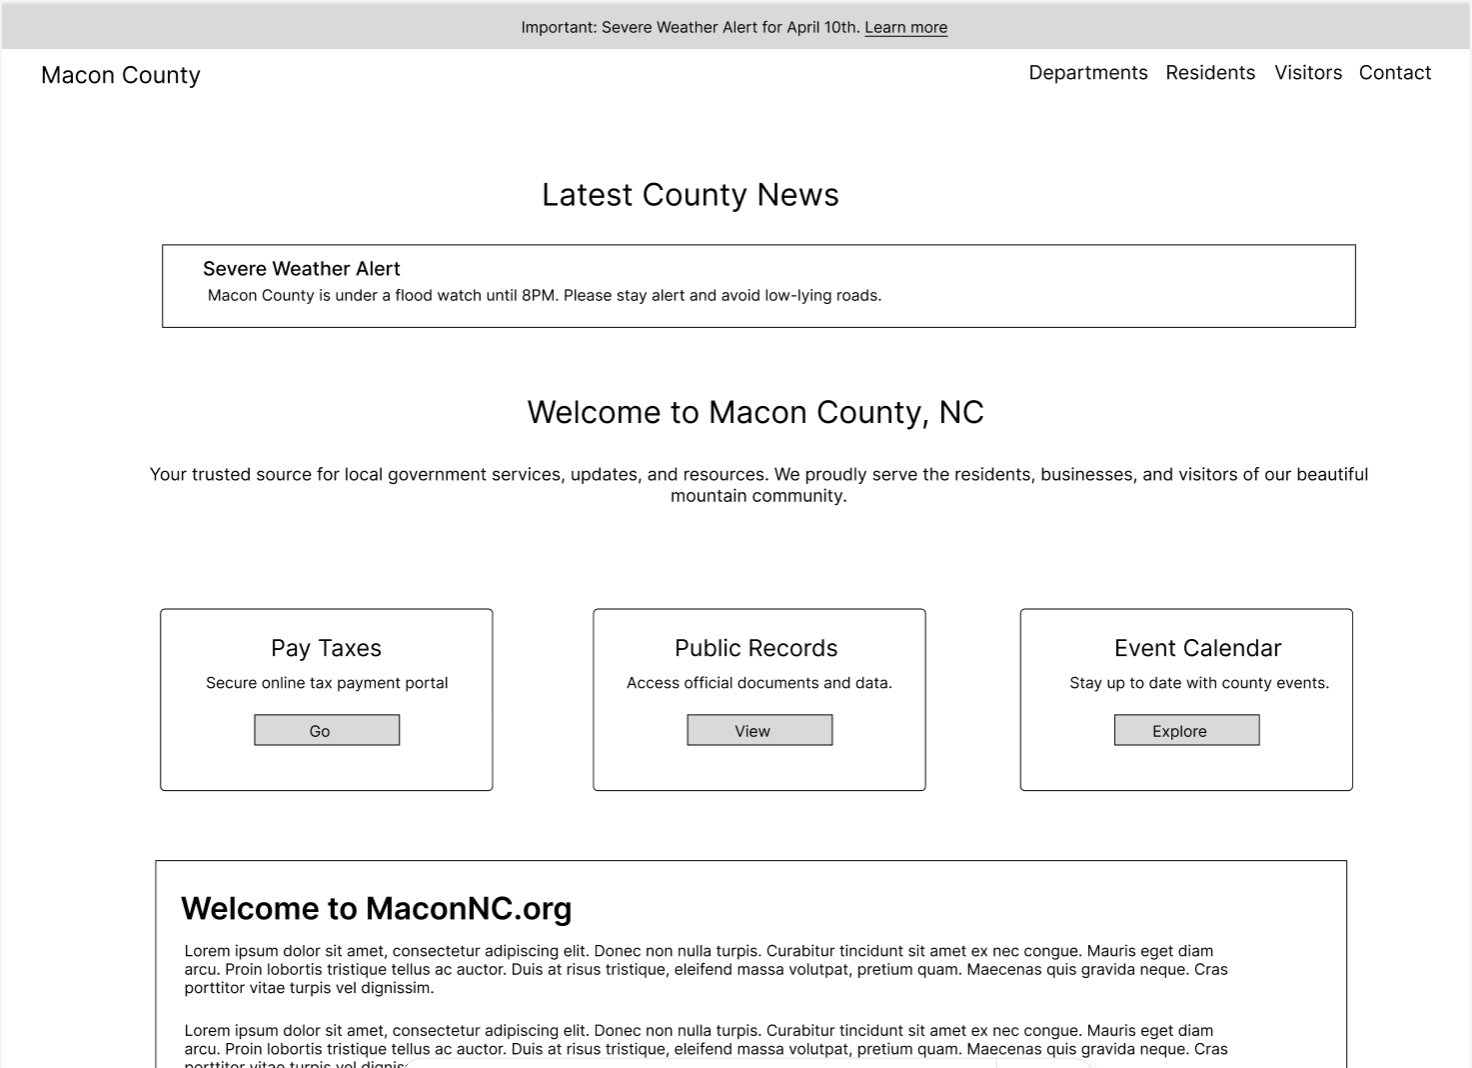 Important: Severe Weather Alert for April 10th. Learn more
Macon County
Departments Residents Visitors Contact
Latest County News
Severe Weather Alert
Macon County is under a flood watch until 8PM. Please stay alert and avoid low-lying roads.
Welcome to Macon County, NC
Your trusted source for local government services, updates, and resources. We proudly serve the residents, businesses, and visitors of our beautiful
mountain community.
Pay Taxes
Secure online tax payment portal
Go
Public Records
Access official documents and data.
View
Event Calendar
Stay up to date with county events.
Explore
Welcome to MaconNC.org
Lorem ipsum dolor sit amet, consectetur adipiscing elit. Donec non nulla turpis. Curabitur tincidunt sit amet ex nec congue. Mauris eget diam
arcu. Proin lobortis tristique tellus ac auctor. Duis at risus tristique, eleifend massa volutpat, pretium quam. Maecenas quis gravida neque. Cras
porttitor vitae turpis vel dignissim.
Lorem ipsum dolor sit amet, consectetur adipiscing elit. Donec non nulla turpis. Curabitur tincidunt sit amet ex nec congue. Mauris eget diam
arcu. Proin lobortis tristique tellus ac auctor. Duis at risus tristique, eleifend massa volutpat, pretium quam. Maecenas quis gravida neque. Cras
porttitor vitae turpis vel